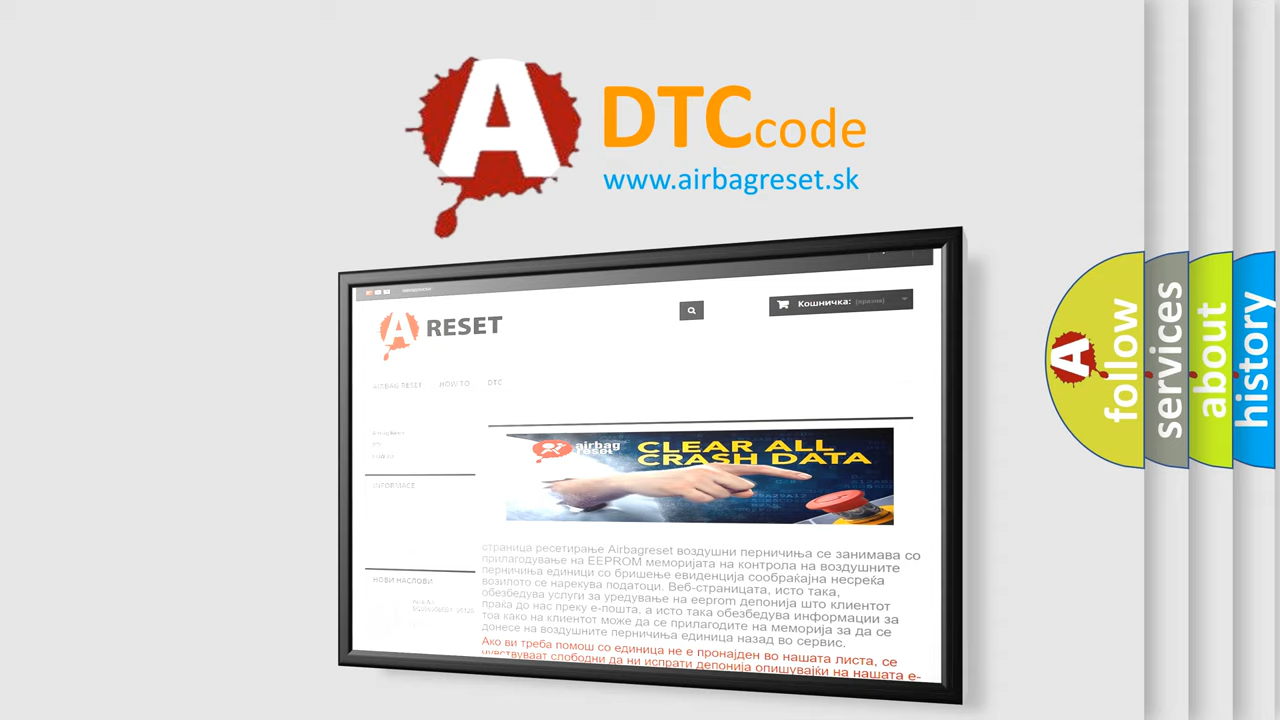 A
DTCcode
www.airbagreset.sk
A RESET
Кошничка: (празна)
AIRBAG RESET HOW TO DTC
INFORMACE
НОВИ НАСЛОВИ
airbag
reset
CLEAR ALL
CRASH DATA
страница ресетирање Airbagreset воздушни перничиња се занимава со
прилагодување на EEPROM меморијата на контрола на воздушните
перничиња единици со бришење евиденција сообраќајна несреќа
возилото се нарекува податоци. Веб-страницата, исто така,
обезбедува услуги за уредување на eeprom депонија што клиентот
праќа до нас преку е-пошта, а исто така обезбедува информации за
тоа како на клиентот може да се прилагодите на меморија за да се
донесе на воздушните перничиња единица назад во сервис.
Ако ви треба помош со единица не е пронајден во нашата листа, се
чувствуваат слободни да ни испрати депонија опишувајќи на нашата е-
A
follow
services
about
history